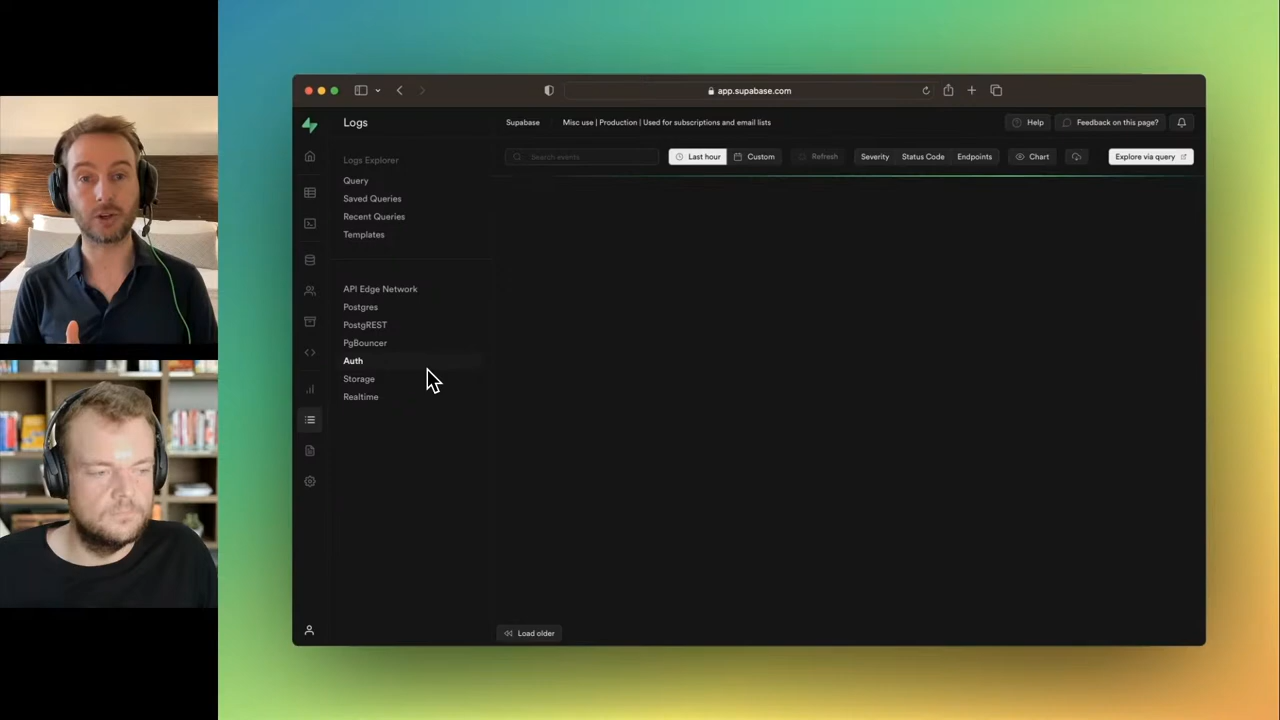 app.supabase.com
Logs
Supabase
Misc use | Production | Used for subscriptions and email lists
Help
Feedback on this page?
Logs Explorer
Query
Saved Queries
Recent Queries
Templates
API Edge Network
Postgres
PostgREST
PgBouncer
Auth
Storage
Realtime
Search events
Last hour
Custom
Refresh
Severity
Status Code
Endpoints
Chart
Explore via query
Load older